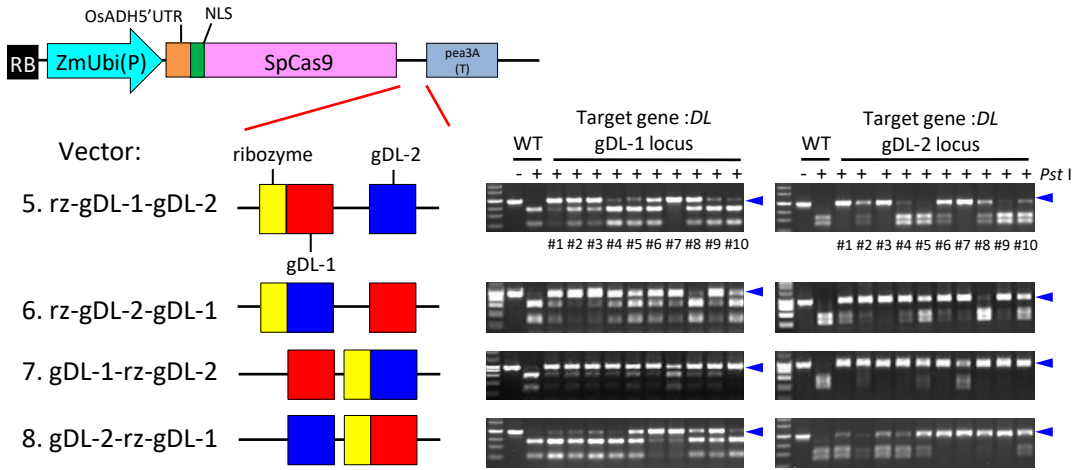 OsADH5'UTR
NLS
RB
ZmUbi(P)
SpCas9
pea3A
(T)
Vector:
Target gene :DL
gDL-1 locus
Target gene :DL
gDL-2 locus
WT
WT
- + + + + + + + + + + +
- + + + + + + + + + + +
Pst I
ribozyme
gDL-2
5. rz-gDL-1-gDL-2
gDL-1
#1 #2 #3 #4 #5 #6 #7 #8 #9 #10
#1 #2 #3 #4 #5 #6 #7 #8 #9 #10
6. rz-gDL-2-gDL-1
7. gDL-1-rz-gDL-2
8. gDL-2-rz-gDL-1